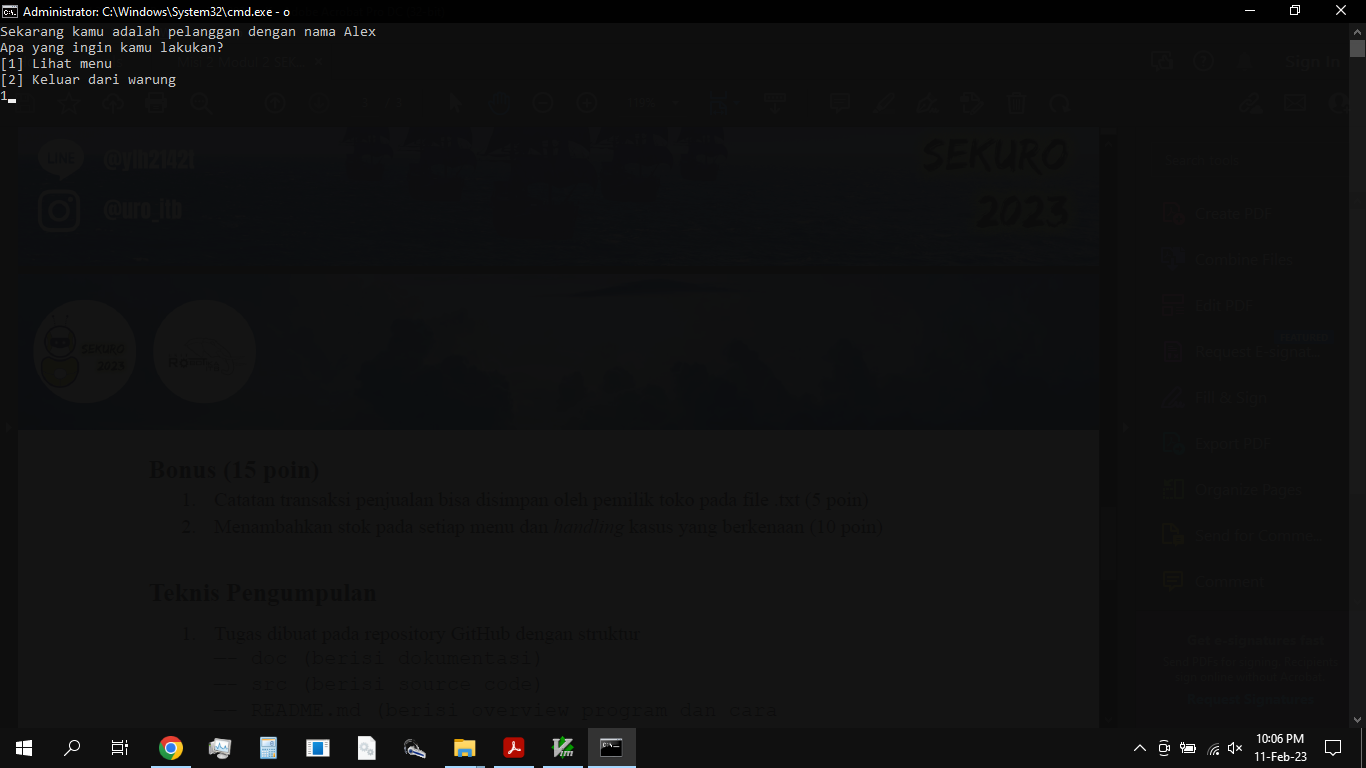 Administrator: C:\Windows\System32\cmd.exe - o
Sekarang kamu adalah pelanggan dengan nama Alex
Apa yang ingin kamu lakukan?
[1] Lihat menu
[2] Keluar dari warung
1
Sign In
LINE
SEKURO
2023
@uro_itb
Create PDF
Combine Files
Edit PDF
SEKURO
2023
Request E-signat...
Fill & Sign
Export PDF
Bonus (15 poin)
Organize Pages
1. Catatan transaksi penjualan bisa disimpan oleh pemilik toko pada file .txt (5 poin)
2. Menambahkan stok pada setiap menu dan handling kasus yang berkenaan (10 poin)
Send for Comme...
Comment
Teknis Pengumpulan
1. Tugas dibuat pada repository GitHub dengan struktur
── doc (berisi dokumentasi)
── src (berisi source code)
── README.md (berisi overview program dan cara
10:06 PM
11-Feb-23